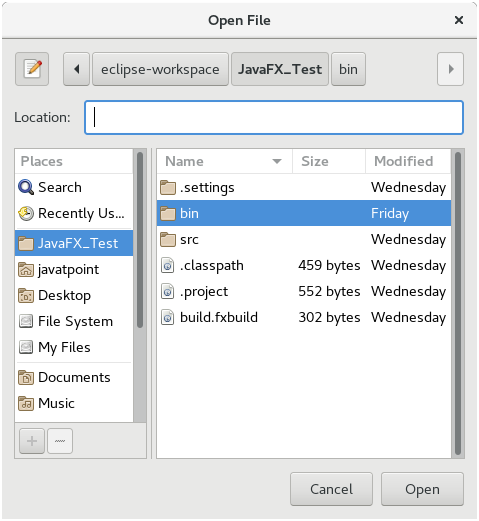 Open File
eclipse-workspace JavaFX_Test bin
Location:
Places
Search
Recently Us...
JavaFX_Test
javatpoint
Desktop
File System
My Files
Documents
Music
Name Size Modified
.settings Wednesday
bin Friday
src Wednesday
.classpath 459 bytes Wednesday
.project 552 bytes Wednesday
build.fxbuild 302 bytes Wednesday
Cancel Open